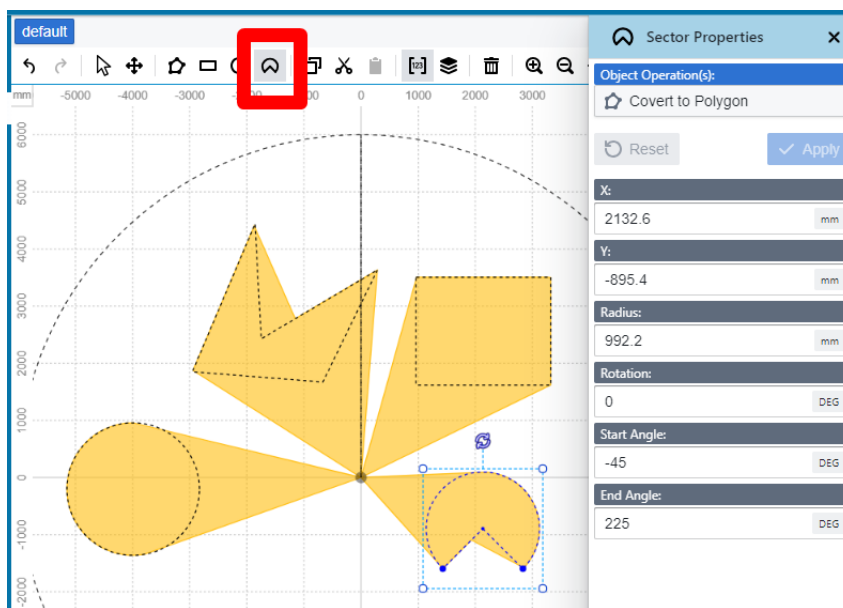 default
Sector Properties
Object Operation(s):
Covert to Polygon
Reset
Apply
[123]
mm
-5000
-4000
-3000
0
1000
2000
3000
X:
2132.6
mm
Y:
-895.4
mm
Radius:
992.2
mm
Rotation:
0
DEG
Start Angle:
-45
DEG
End Angle:
225
DEG
6000
5000
4000
3000
2000
1000
0
-1000
-2000